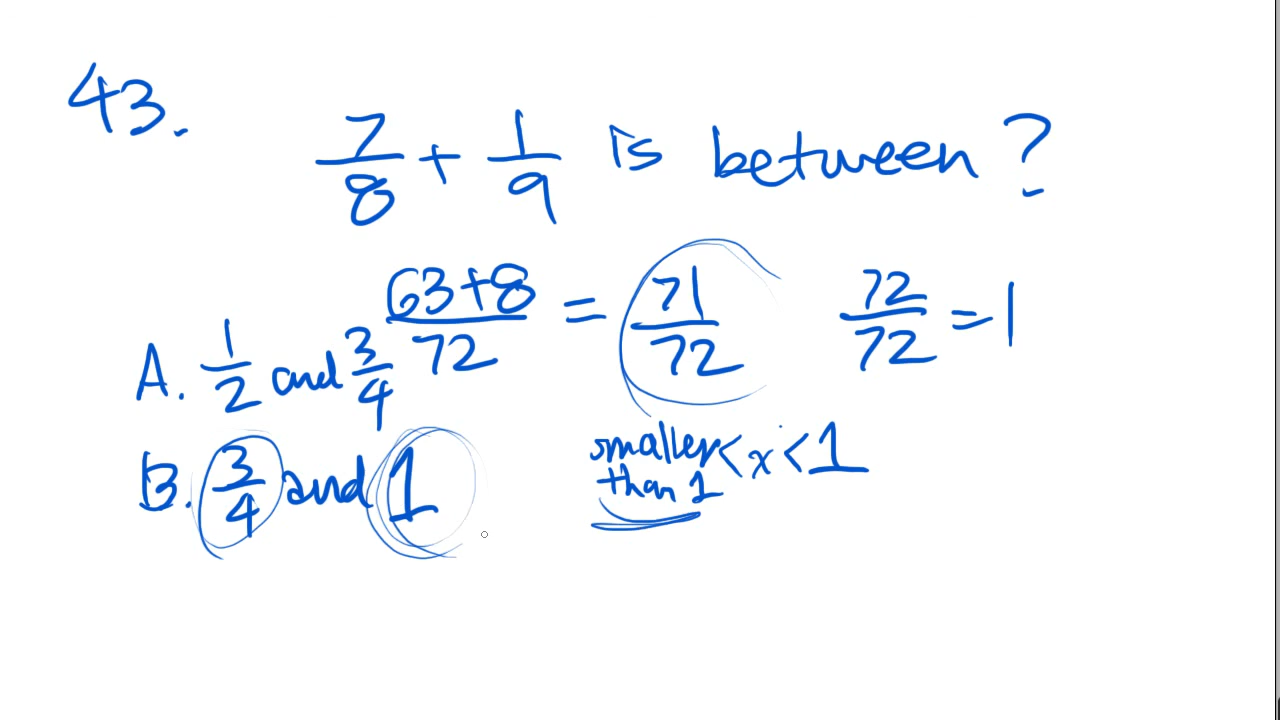 43.
7/8 + 1/9 is between?
63+8/72 = 71/72 72/72 = 1
A. 1/2 and 3/4
B. 3/4 and 1
smaller than 1 < x < 1